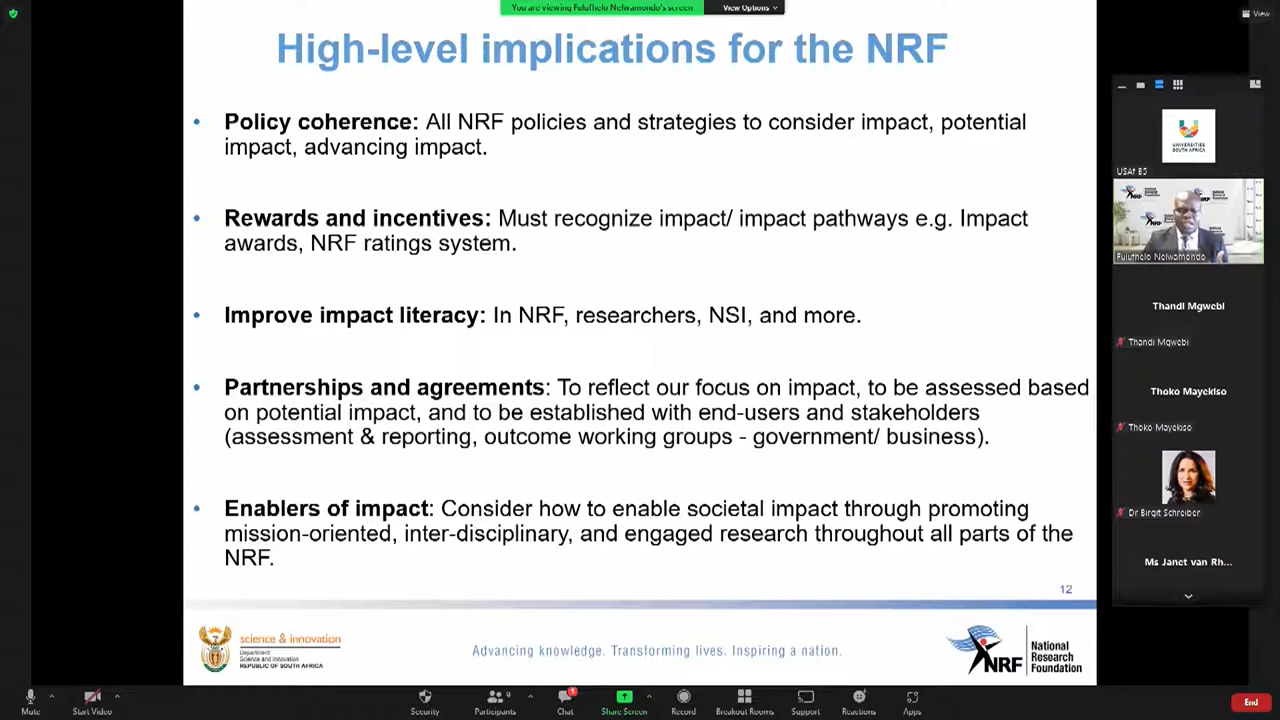 You are viewing Fulufhelo Nelwamondo's screen
View Options
View
High-level implications for the NRF
• Policy coherence: All NRF policies and strategies to consider impact, potential
impact, advancing impact.
• Rewards and incentives: Must recognize impact/ impact pathways e.g. Impact
awards, NRF ratings system.
• Improve impact literacy: In NRF, researchers, NSI, and more.
• Partnerships and agreements: To reflect our focus on impact, to be assessed based
on potential impact, and to be established with end-users and stakeholders
(assessment & reporting, outcome working groups - government/ business).
• Enablers of impact: Consider how to enable societal impact through promoting
mission-oriented, inter-disciplinary, and engaged research throughout all parts of the
NRF.
12
science & innovation
Department:
Science and Innovation
REPUBLIC OF SOUTH AFRICA
Advancing knowledge. Transforming lives. Inspiring a nation.
NRF
National
Research
Foundation
UNIVERSITIES
SOUTH AFRICA
USAf BS
National
Research
Foundation
Fulufhelo Nelwamondo
Thandi Mgwebi
Thandi Mgwebi
Thoko Mayekiso
Thoko Mayekiso
Dr Birgit Schreiber
Ms Janet van Rh...
Mute
Start Video
Security
Participants
Chat
Share Screen
Record
Breakout Rooms
Support
Reactions
Apps
End